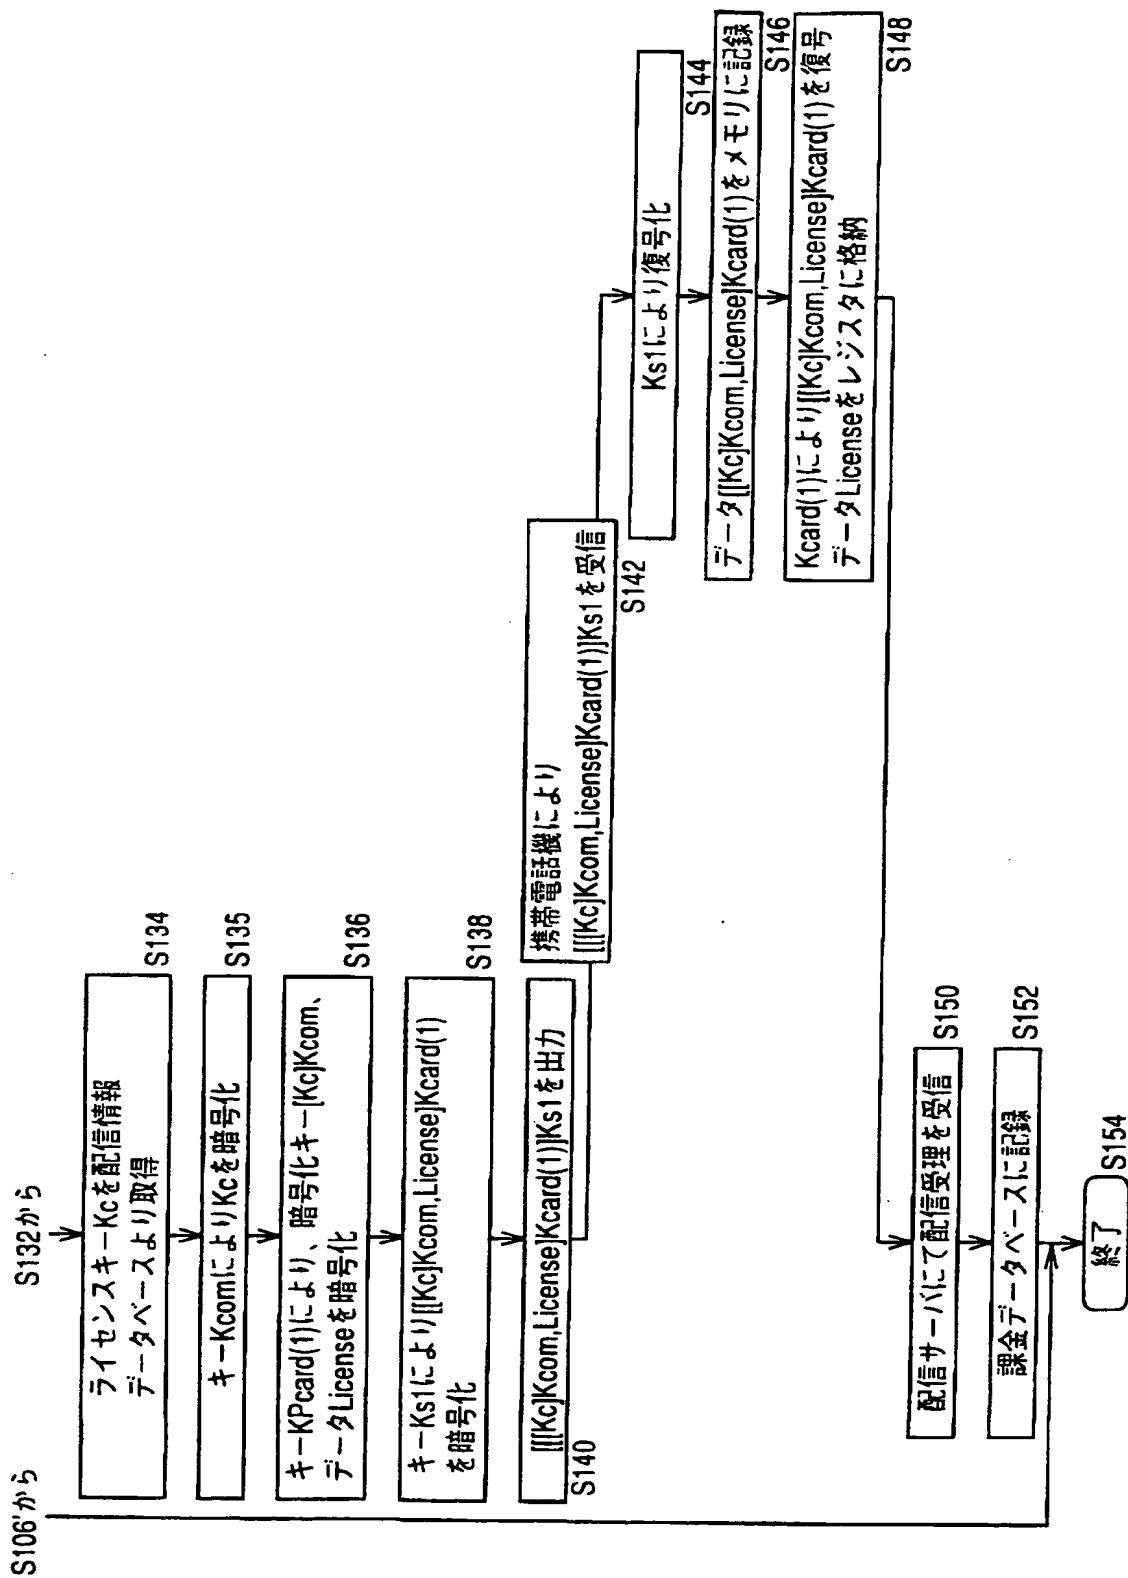 S106'から
S132から
ライセンスキーKcを配信情報
データベースより取得
S134
キーKcomによりKcを暗号化
S135
キーKPcard(1)により、暗号化キー[Kc]Kcom、
データLicenseを暗号化
S136
キーKs1により[[Kc]Kcom,License]Kcard(1)
を暗号化
S138
[[[Kc]Kcom,License]Kcard(1)]Ks1を出力
S140
携帯電話機により
[[[Kc]Kcom,License]Kcard(1)]Ks1を受信
S142
Ks1により復号化
S144
データ[[Kc]Kcom,License]Kcard(1)をメモリに記録
S146
Kcard(1)により[[Kc]Kcom,License]Kcard(1)を復号
データLicenseをレジスタに格納
S148
配信サーバにて配信受理を受信
S150
課金データベースに記録
S152
終了
S154